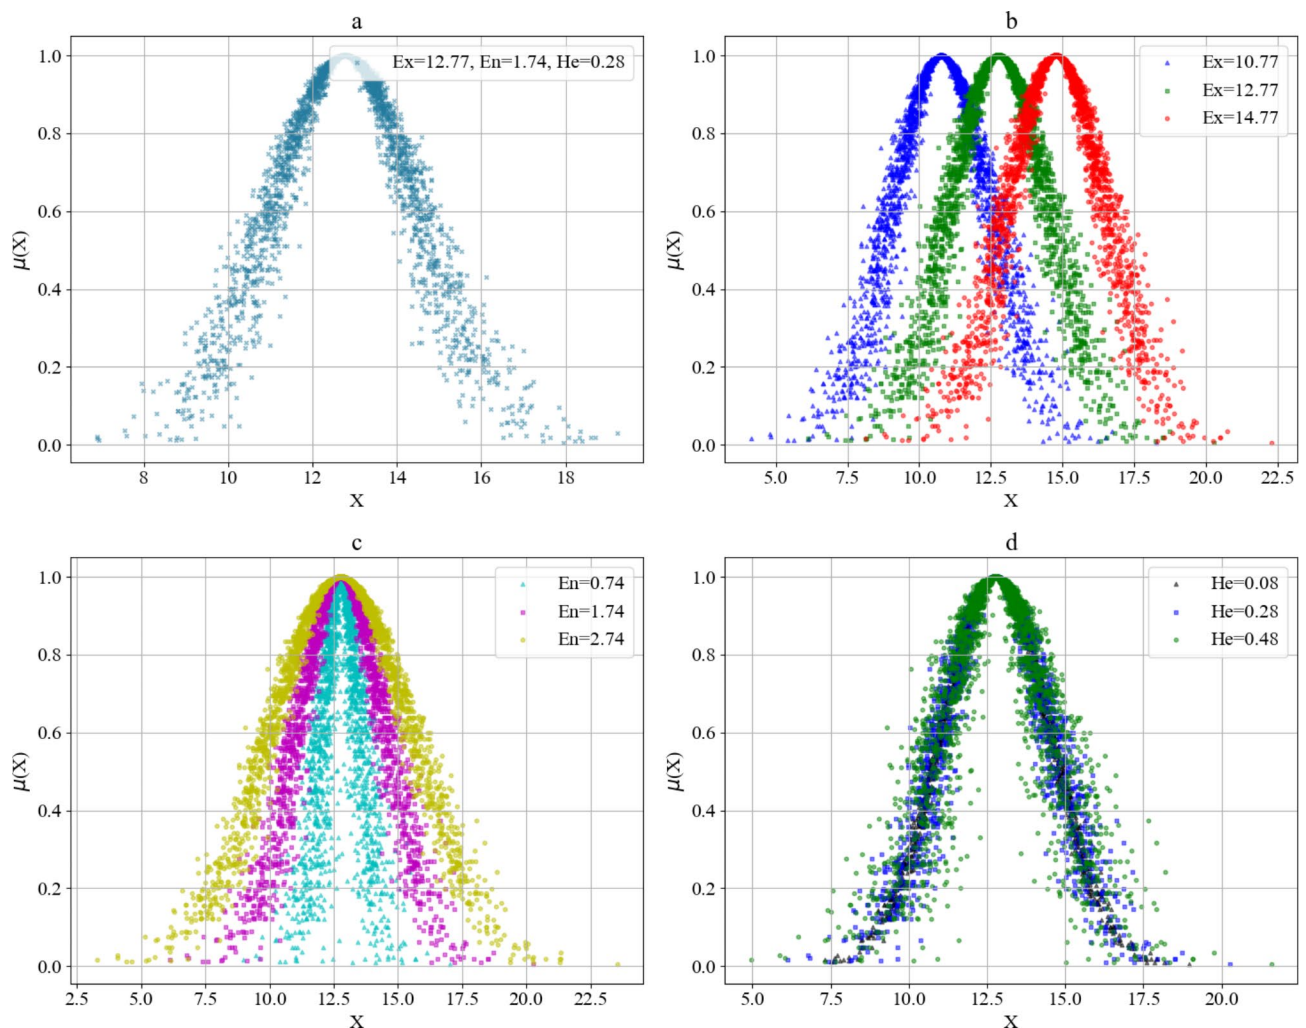 a
Ex=12.77, En=1.74, He=0.28
1.0
0.8
0.6
0.4
0.2
0.0
μ(X)
8
10
12
14
16
18
X
b
Ex=10.77
Ex=12.77
Ex=14.77
1.0
0.8
0.6
0.4
0.2
0.0
μ(X)
5.0
7.5
10.0
12.5
15.0
17.5
20.0
22.5
X
c
En=0.74
En=1.74
En=2.74
1.0
0.8
0.6
0.4
0.2
0.0
μ(X)
2.5
5.0
7.5
10.0
12.5
15.0
17.5
20.0
22.5
X
d
He=0.08
He=0.28
He=0.48
1.0
0.8
0.6
0.4
0.2
0.0
μ(X)
5.0
7.5
10.0
12.5
15.0
17.5
20.0
X